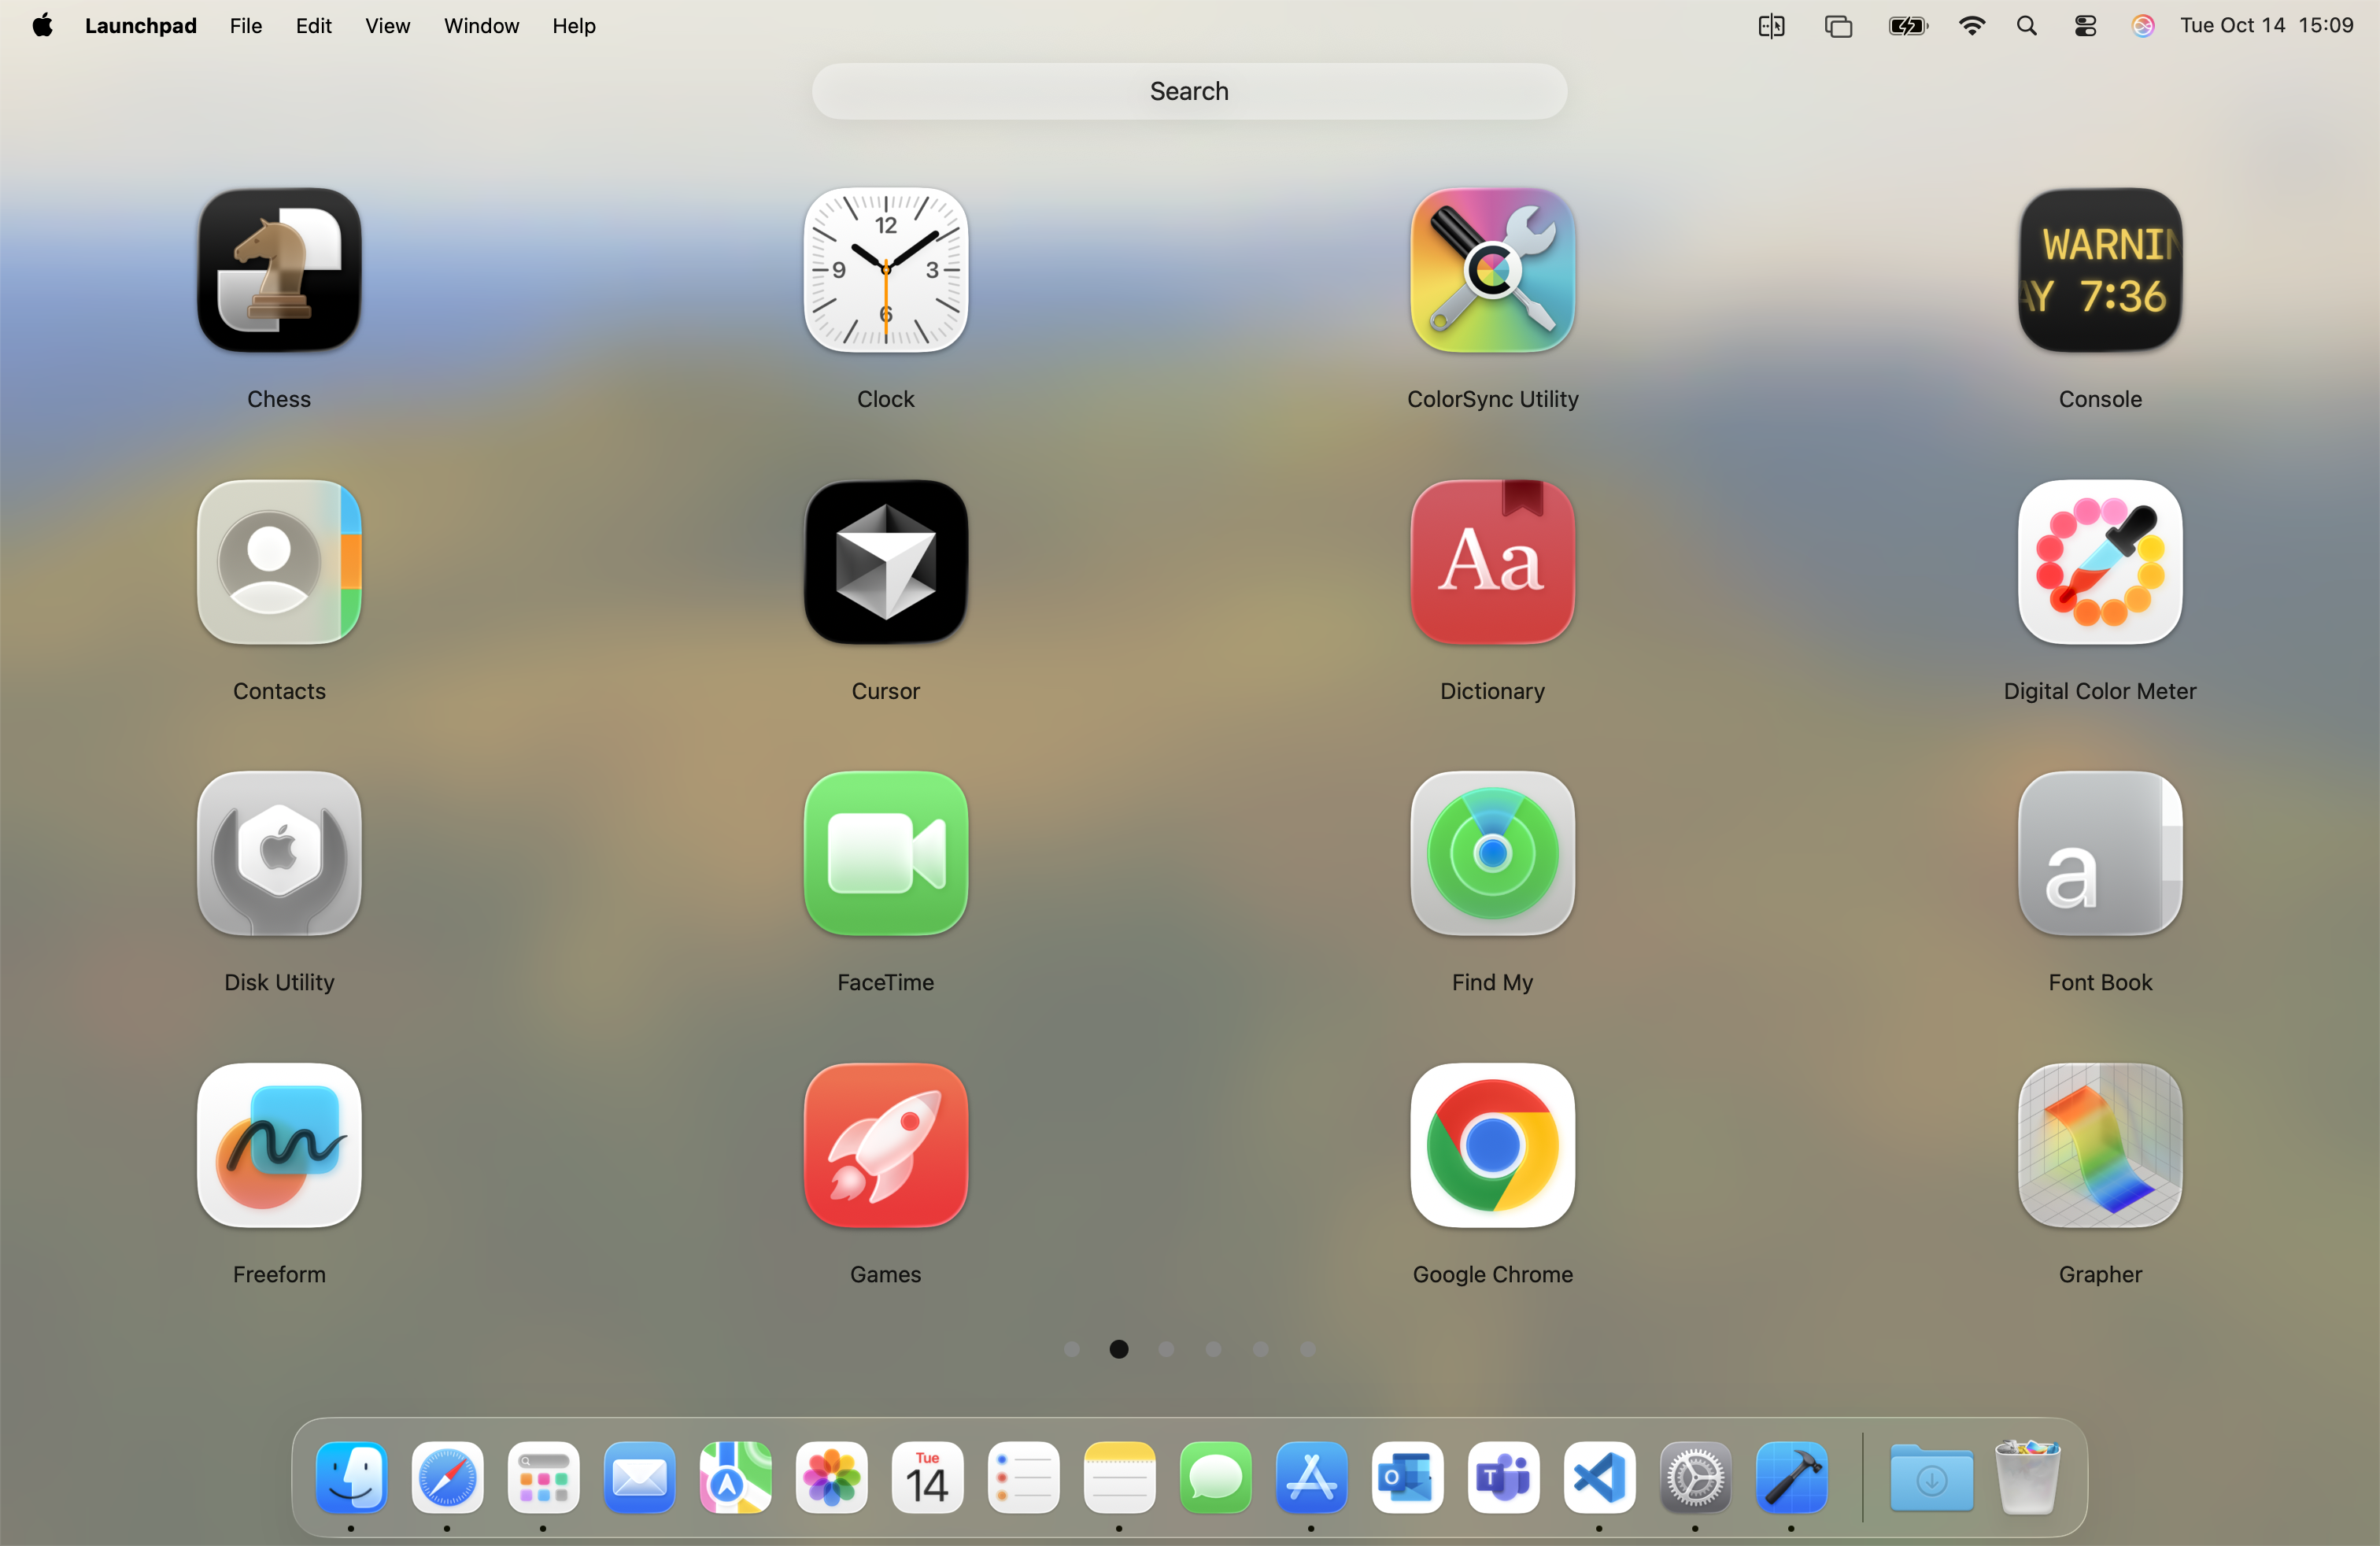 Launchpad File Edit View Window Help Tue Oct 14 15:09
Search
12
9 3
6
WARNIN
AY 7:36
Chess Clock ColorSync Utility Console
Aa
Contacts Cursor Dictionary Digital Color Meter
a
Disk Utility FaceTime Find My Font Book
Freeform Games Google Chrome Grapher
Tue
14
O
T